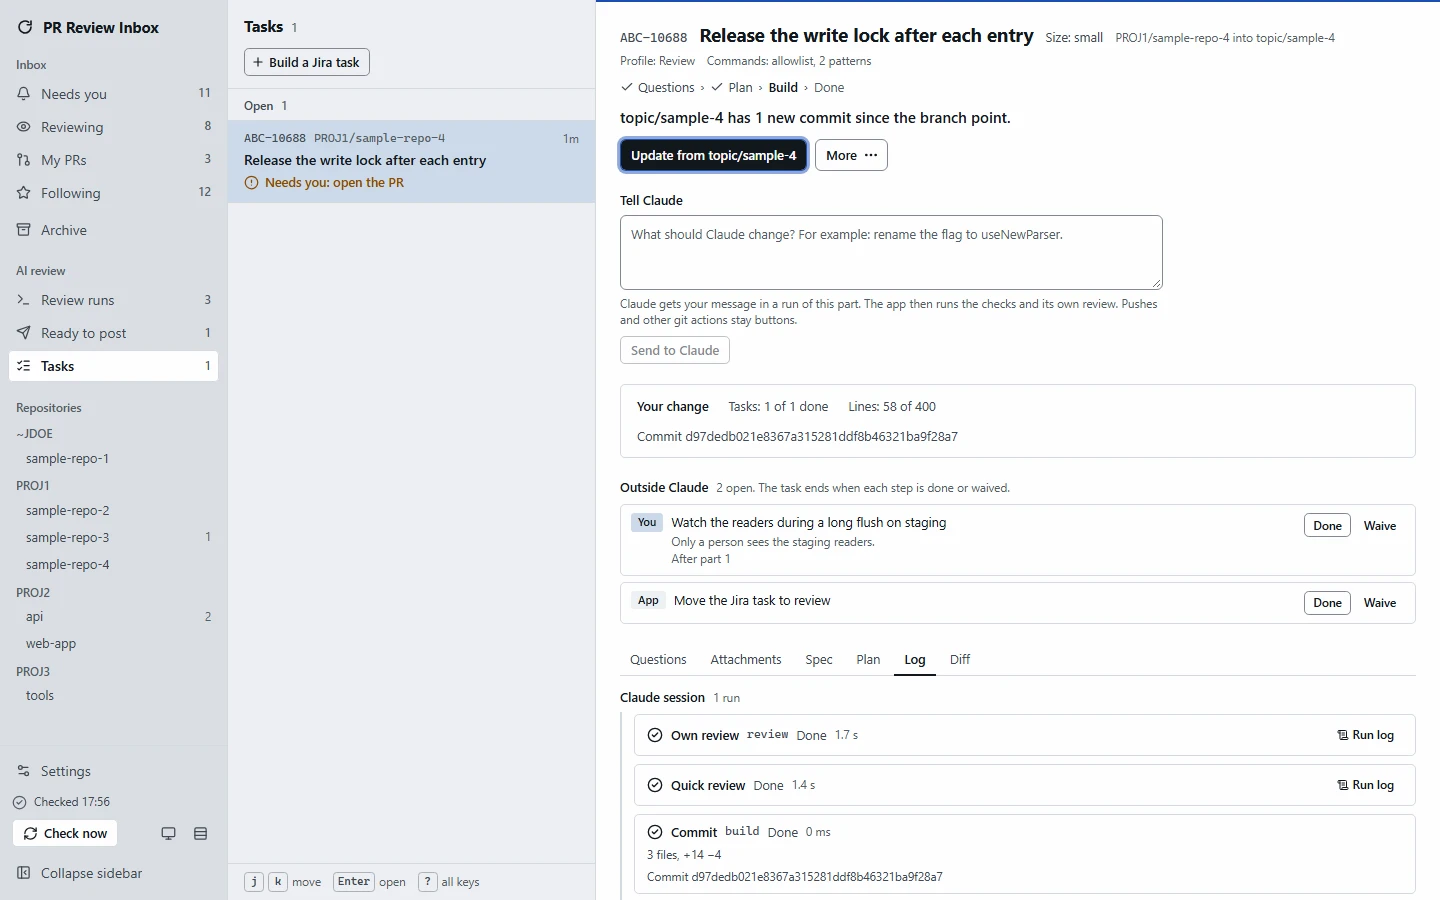 PR Review Inbox
Inbox
Needs you 11
Reviewing 8
My PRs 3
Following 12
Archive
AI review
Review runs 3
Ready to post 1
Tasks 1
Repositories
~JDOE
sample-repo-1
PROJ1
sample-repo-2
sample-repo-3 1
sample-repo-4
PROJ2
api 2
web-app
PROJ3
tools
Settings
Checked 17:56
Check now
Collapse sidebar
Tasks 1
+ Build a Jira task
Open 1
ABC-10688 PROJ1/sample-repo-4 1m
Release the write lock after each entry
Needs you: open the PR
j k move Enter open ? all keys
ABC-10688 Release the write lock after each entry Size: small PROJ1/sample-repo-4 into topic/sample-4
Profile: Review Commands: allowlist, 2 patterns
Questions › Plan › Build › Done
topic/sample-4 has 1 new commit since the branch point.
Update from topic/sample-4 More ···
Tell Claude
What should Claude change? For example: rename the flag to useNewParser.
Claude gets your message in a run of this part. The app then runs the checks and its own review. Pushes
and other git actions stay buttons.
Send to Claude
Your change Tasks: 1 of 1 done Lines: 58 of 400
Commit d97dedb021e8367a315281ddf8b46321ba9f28a7
Outside Claude 2 open. The task ends when each step is done or waived.
You Watch the readers during a long flush on staging Done Waive
Only a person sees the staging readers.
After part 1
App Move the Jira task to review Done Waive
Questions Attachments Spec Plan Log Diff
Claude session 1 run
Own review review Done 1.7 s Run log
Quick review Done 1.4 s Run log
Commit build Done 0 ms
3 files, +14 −4
Commit d97dedb021e8367a315281ddf8b46321ba9f28a7